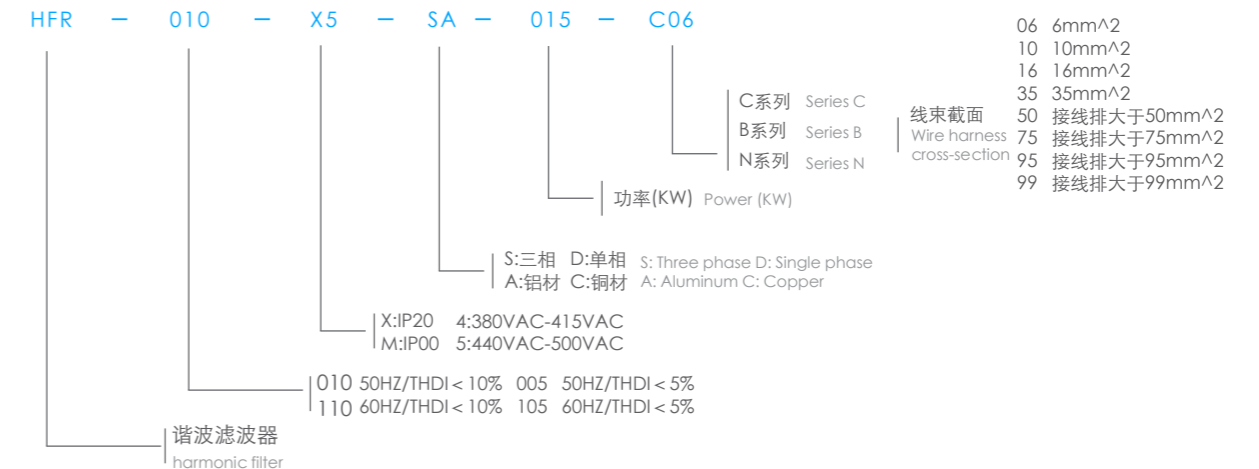 HFR — 010 — X5 — SA — 015 — C06
06 6mm^2
10 10mm^2
16 16mm^2
35 35mm^2
50 接线排大于50mm^2
75 接线排大于75mm^2
95 接线排大于95mm^2
99 接线排大于99mm^2
C系列 Series C
B系列 Series B
N系列 Series N
线束截面
Wire harness
cross-section
功率(KW) Power (KW)
S:三相 D:单相 S: Three phase D: Single phase
A:铝材 C:铜材 A: Aluminum C: Copper
X:IP20 4:380VAC-415VAC
M:IP00 5:440VAC-500VAC
010 50HZ/THDI<10% 005 50HZ/THDI<5%
110 60HZ/THDI<10% 105 60HZ/THDI<5%
谐波滤波器
harmonic filter